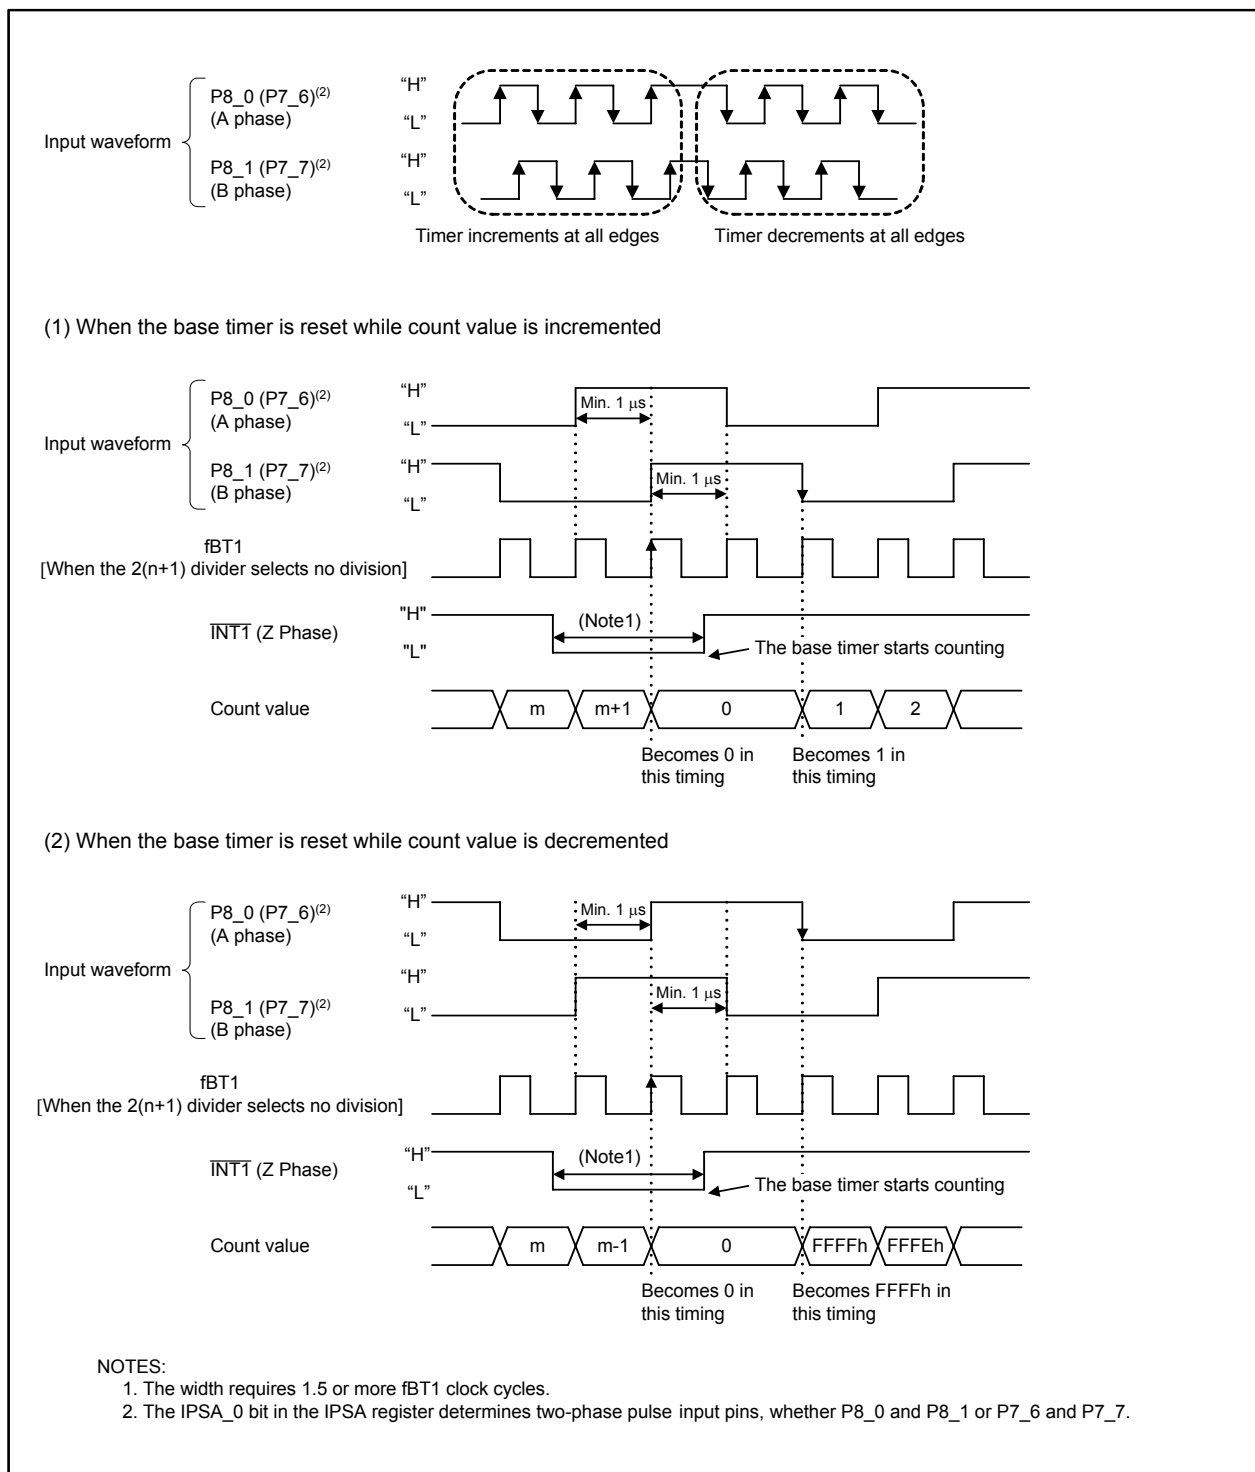 P8_0 (P7_6)(2) “H”
(A phase) “L”
Input waveform
P8_1 (P7_7)(2) “H”
(B phase) “L”
Timer increments at all edges Timer decrements at all edges
(1) When the base timer is reset while count value is incremented
P8_0 (P7_6)(2) “H” Min. 1 μs
(A phase) “L”
Input waveform
P8_1 (P7_7)(2) “H” Min. 1 μs
(B phase) “L”
fBT1
[When the 2(n+1) divider selects no division]
"H" (Note1)
INT1 (Z Phase)
"L" The base timer starts counting
Count value m m+1 0 1 2
Becomes 0 in Becomes 1 in
this timing this timing
(2) When the base timer is reset while count value is decremented
P8_0 (P7_6)(2) “H” Min. 1 μs
(A phase) “L”
Input waveform
P8_1 (P7_7)(2) “H” Min. 1 μs
(B phase) “L”
fBT1
[When the 2(n+1) divider selects no division]
“H” (Note1)
INT1 (Z Phase)
“L” The base timer starts counting
Count value m m-1 0 FFFFh FFFEh
Becomes 0 in Becomes FFFFh in
this timing this timing
NOTES:
1. The width requires 1.5 or more fBT1 clock cycles.
2. The IPSA_0 bit in the IPSA register determines two-phase pulse input pins, whether P8_0 and P8_1 or P7_6 and P7_7.